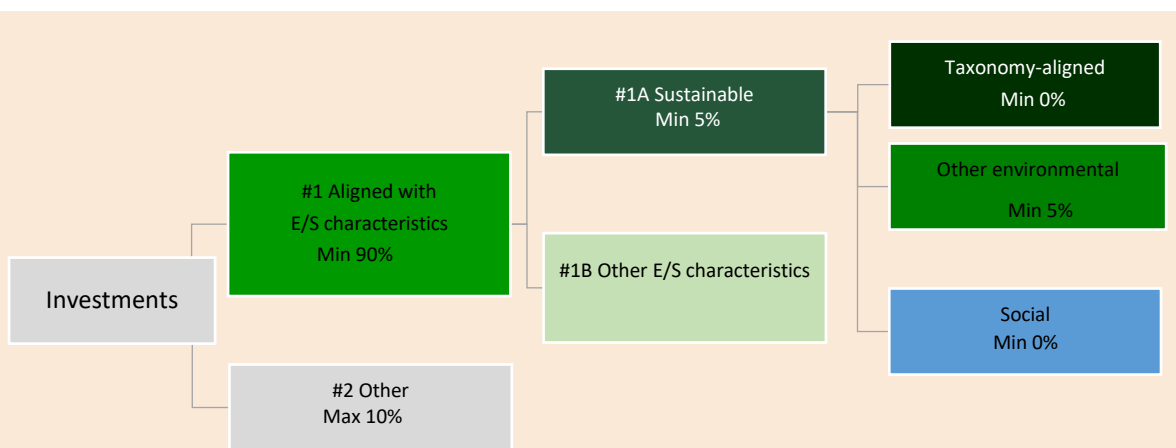 Investments
#1 Aligned with
E/S characteristics
Min 90%
#2 Other
Max 10%
#1A Sustainable
Min 5%
#1B Other E/S characteristics
Taxonomy-aligned
Min 0%
Other environmental
Min 5%
Social
Min 0%